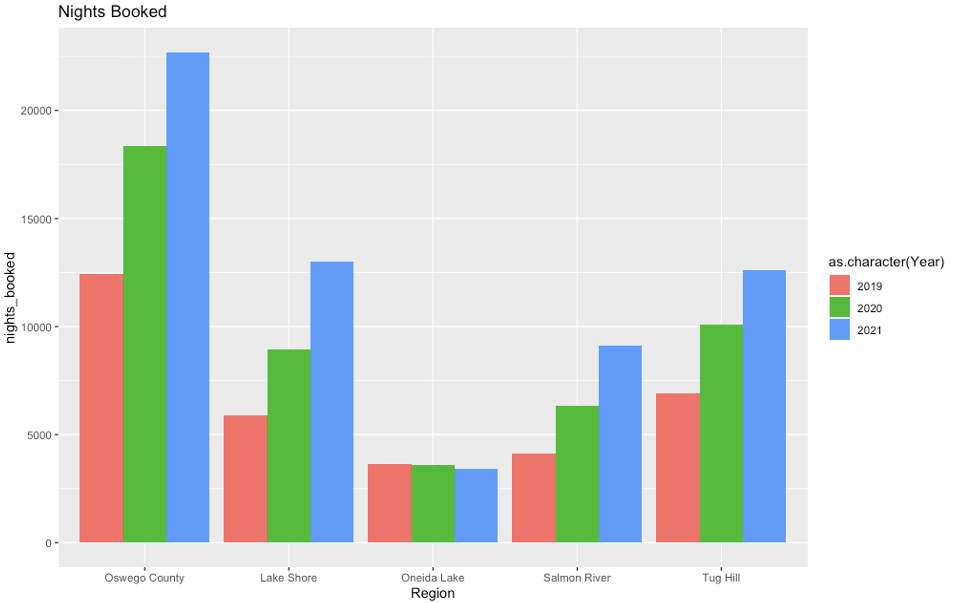 Nights Booked
nights_booked
20000
15000
10000
5000
0
Oswego County Lake Shore Oneida Lake Salmon River Tug Hill
Region
as.character(Year)
2019
2020
2021